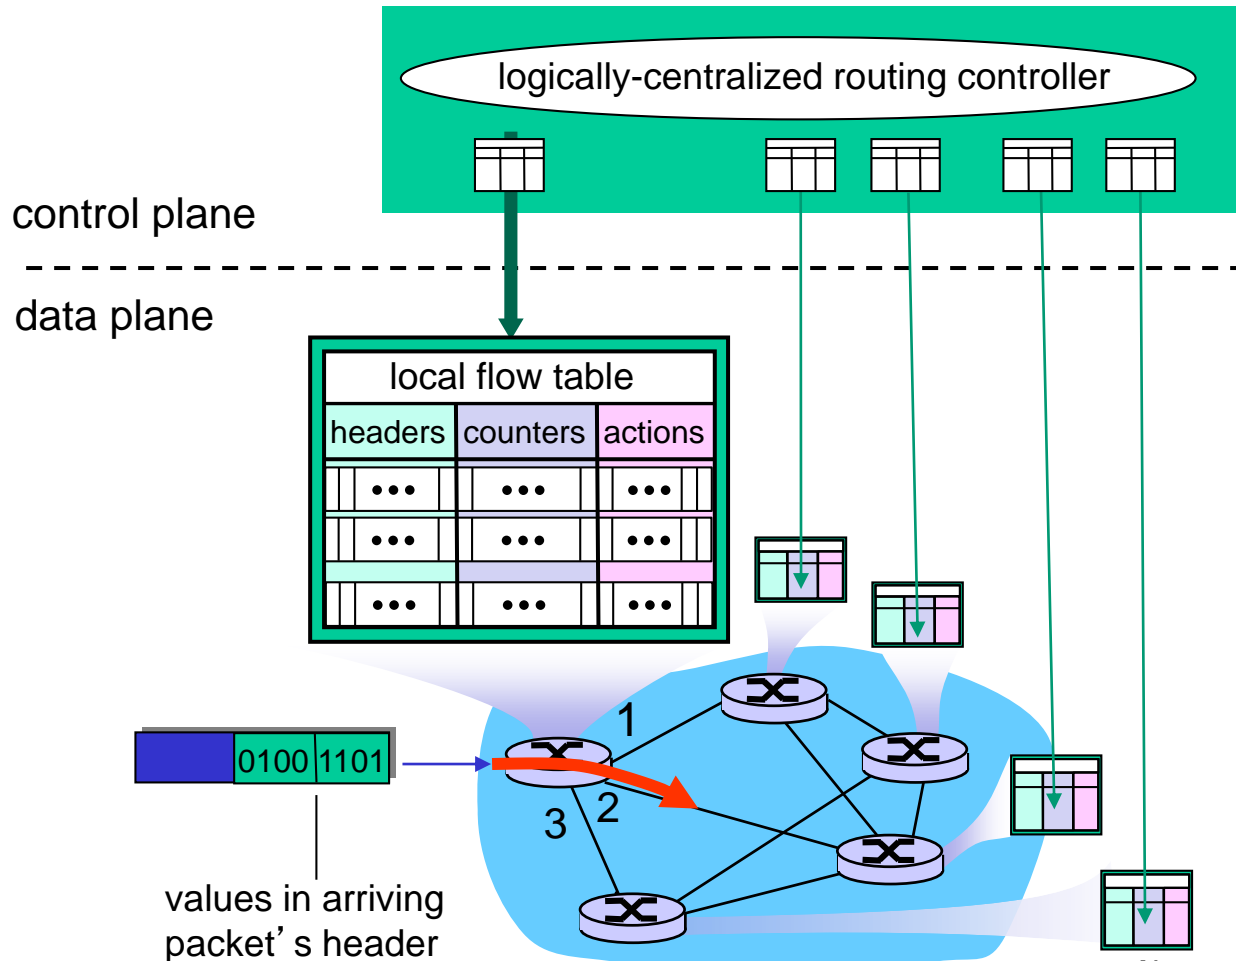 logically-centralized routing controller
control plane
data plane
local flow table
headers counters actions
1
2
3
0100 1101
values in arriving
packet’s header